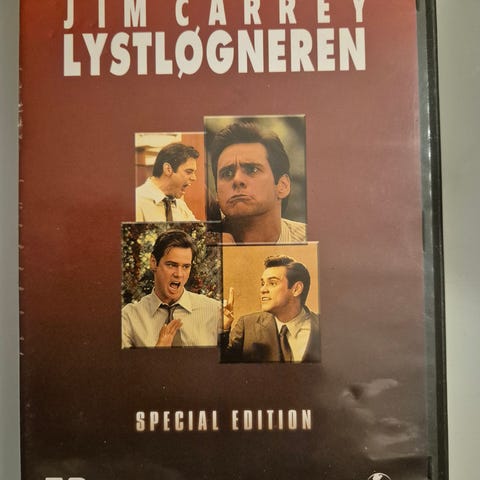 JIM CARREY
LYSTLØGNEREN
SPECIAL EDITION